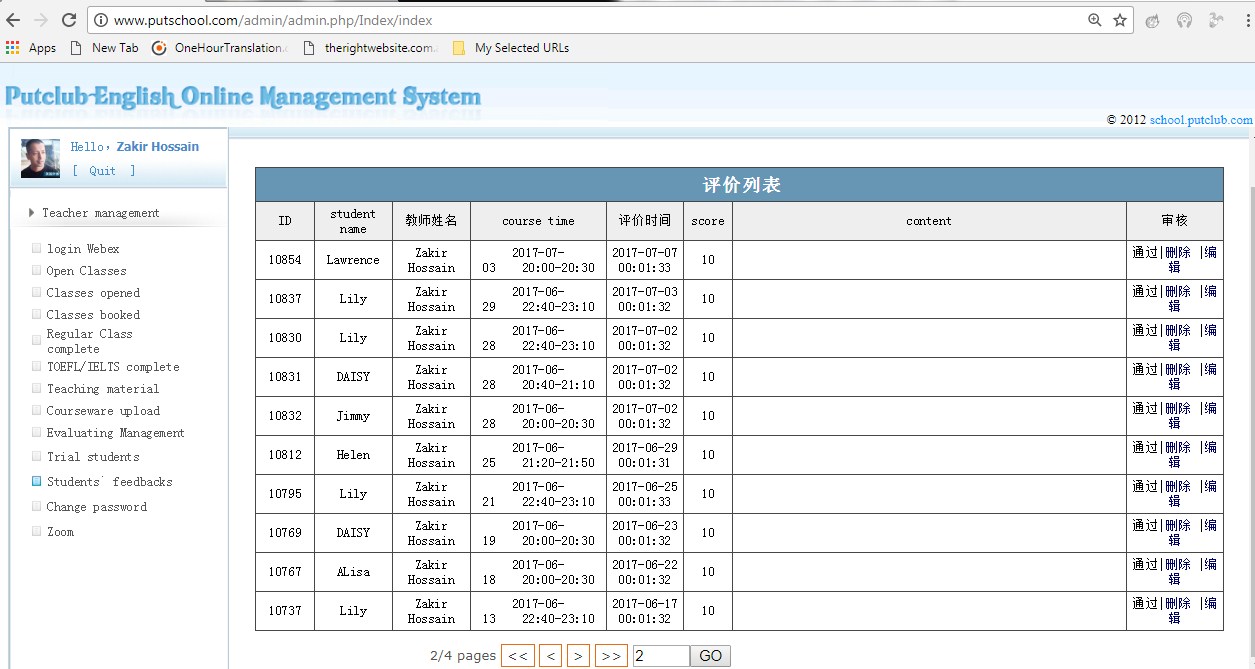 www.putschool.com/admin/admin.php/Index/index
Apps New Tab OneHourTranslation. therightwebsite.com. My Selected URLs
Putclub-English Online Management System
© 2012 school.putclub.com
Hello，Zakir Hossain
[ Quit ]
Teacher management
login Webex
Open Classes
Classes opened
Classes booked
Regular Class
complete
TOEFL/IELTS complete
Teaching material
Courseware upload
Evaluating Management
Trial students
Students` feedbacks
Change password
Zoom
评价列表
ID student name 教师姓名 course time 评价时间 score content 审核
10854 Lawrence Zakir Hossain 2017-07-03 20:00-20:30 2017-07-07 00:01:33 10 通过|删除 |编辑
10837 Lily Zakir Hossain 2017-06-29 22:40-23:10 2017-07-03 00:01:32 10 通过|删除 |编辑
10830 Lily Zakir Hossain 2017-06-28 22:40-23:10 2017-07-02 00:01:32 10 通过|删除 |编辑
10831 DAISY Zakir Hossain 2017-06-28 20:40-21:10 2017-07-02 00:01:32 10 通过|删除 |编辑
10832 Jimmy Zakir Hossain 2017-06-28 20:00-20:30 2017-07-02 00:01:32 10 通过|删除 |编辑
10812 Helen Zakir Hossain 2017-06-25 21:20-21:50 2017-06-29 00:01:31 10 通过|删除 |编辑
10795 Lily Zakir Hossain 2017-06-21 22:40-23:10 2017-06-25 00:01:33 10 通过|删除 |编辑
10769 DAISY Zakir Hossain 2017-06-19 20:00-20:30 2017-06-23 00:01:32 10 通过|删除 |编辑
10767 ALisa Zakir Hossain 2017-06-18 20:00-20:30 2017-06-22 00:01:32 10 通过|删除 |编辑
10737 Lily Zakir Hossain 2017-06-13 22:40-23:10 2017-06-17 00:01:32 10 通过|删除 |编辑
2/4 pages << < > >> 2 GO